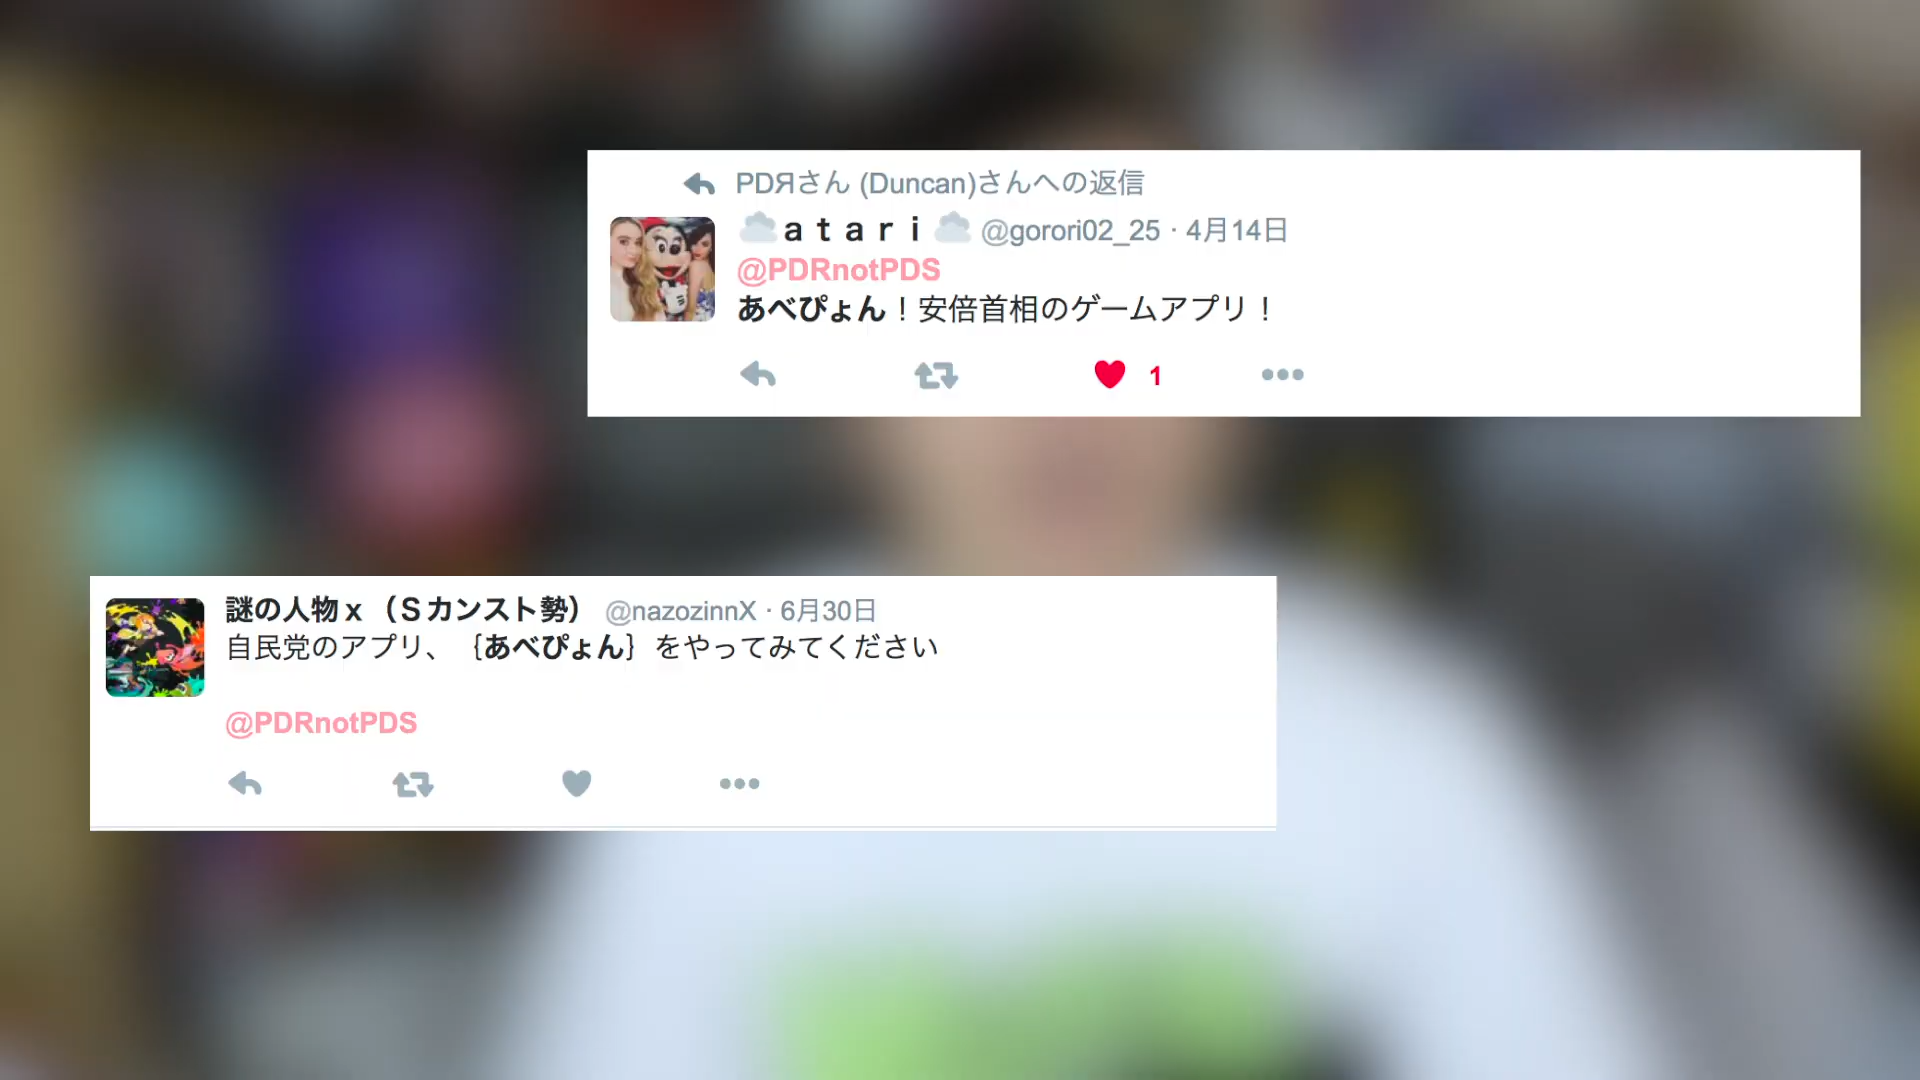 PDЯさん (Duncan)さんへの返信
☁ａｔａｒｉ☁ @gorori02_25 · 4月14日
@PDRnotPDS
あべぴょん！安倍首相のゲームアプリ！
1
謎の人物ｘ（Ｓカンスト勢） @nazozinnX · 6月30日
自民党のアプリ、｛あべぴょん｝をやってみてください
@PDRnotPDS